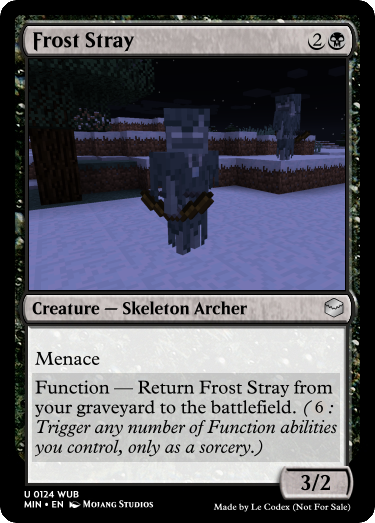 Frost Stray 2
Creature — Skeleton Archer
Menace
Function — Return Frost Stray from
your graveyard to the battlefield. ( 6 :
Trigger any number of Function abilities
you control, only as a sorcery.)
3/2
U 0124 WUB
MIN • EN Mojang Studios
Made by Le Codex (Not For Sale)